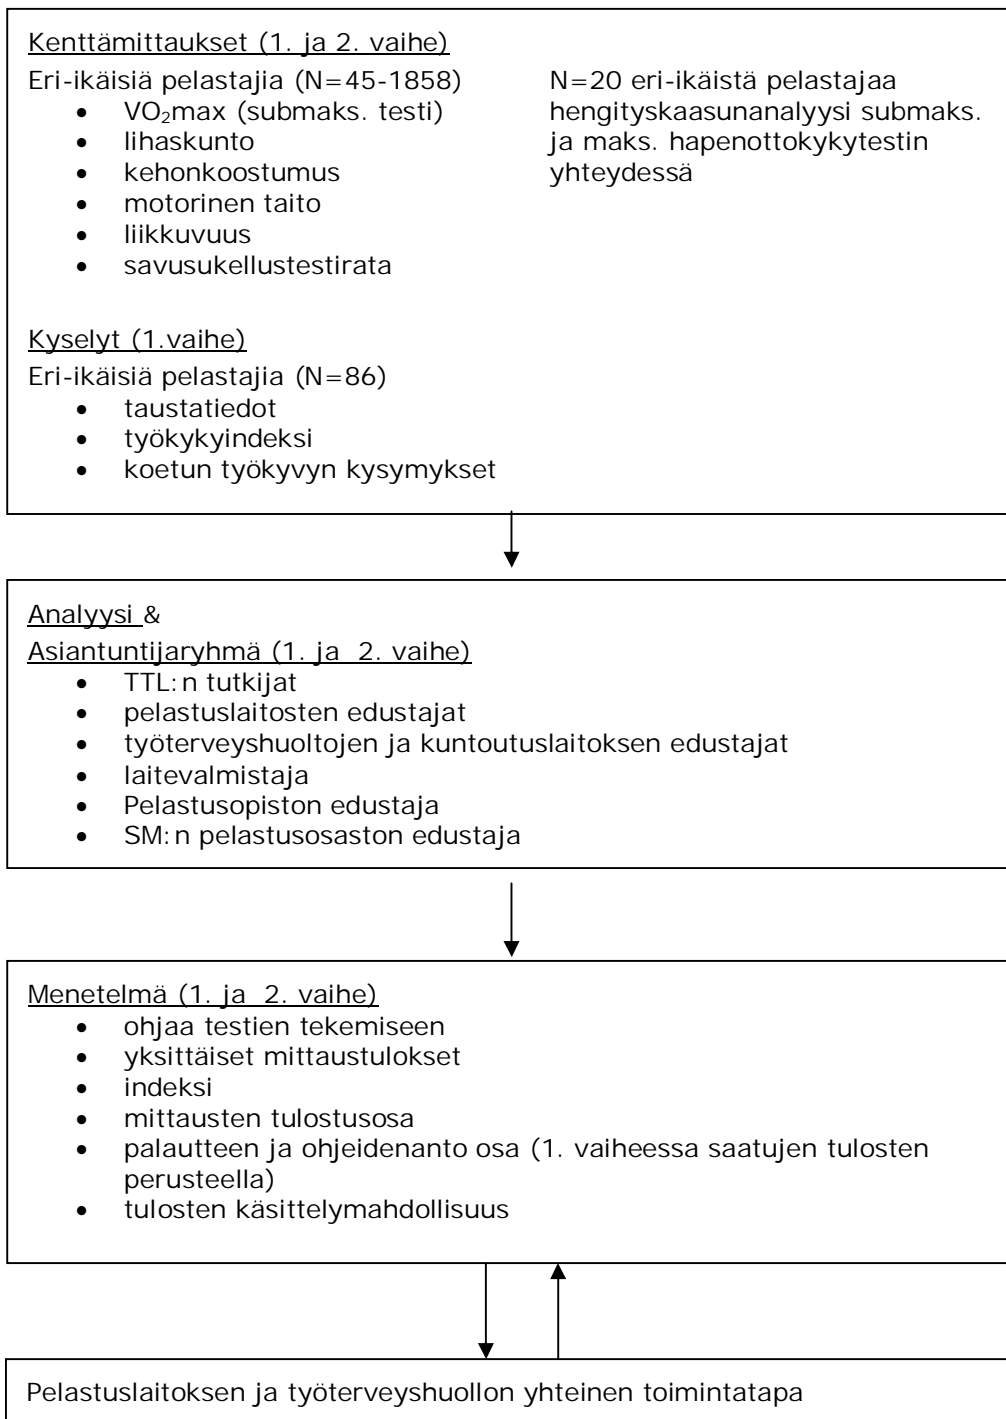 Kenttämittaukset (1. ja 2. vaihe)
Eri-ikäisiä pelastajia (N=45-1858)
• VO₂max (submaks. testi)
• lihaskunto
• kehonkoostumus
• motorinen taito
• liikkuvuus
• savusukellustestirata
N=20 eri-ikäistä pelastajaa
hengityskaasunanalyysi submaks.
ja maks. hapenottokykytestin
yhteydessä
Kyselyt (1.vaihe)
Eri-ikäisiä pelastajia (N=86)
• taustatiedot
• työkykyindeksi
• koetun työkyvyn kysymykset
Analyysi &
Asiantuntijaryhmä (1. ja 2. vaihe)
• TTL:n tutkijat
• pelastuslaitosten edustajat
• työterveyshuoltojen ja kuntoutuslaitoksen edustajat
• laitevalmistaja
• Pelastusopiston edustaja
• SM:n pelastusosaston edustaja
Menetelmä (1. ja 2. vaihe)
• ohjaa testien tekemiseen
• yksittäiset mittaustulokset
• indeksi
• mittausten tulostusosa
• palautteen ja ohjeidenanto osa (1. vaiheessa saatujen tulosten
perusteella)
• tulosten käsittelymahdollisuus
Pelastuslaitoksen ja työterveyshuollon yhteinen toimintatapa